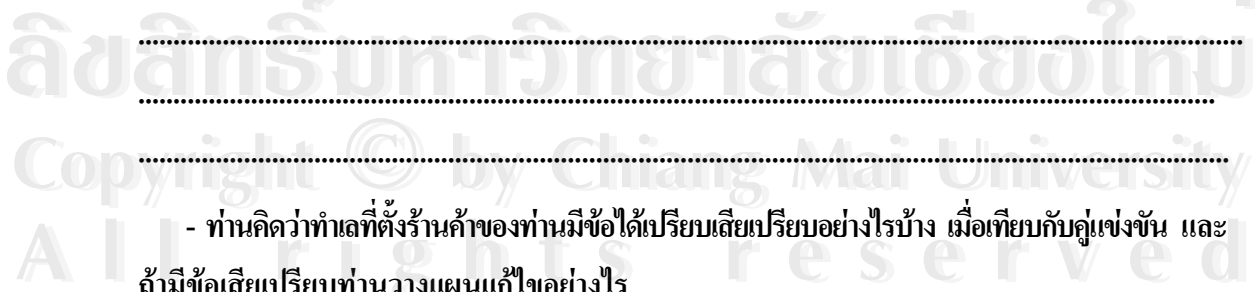 ลิขสิทธิ์มหาวิทยาลัยเชียงใหม่
Copyright © by Chiang Mai University
- ท่านคิดว่าทำเลที่ตั้งร้านค้าของท่านมีข้อได้เปรียบเสียเปรียบอย่างไรบ้าง เมื่อเทียบกับคู่แข่งขัน และ
All rights reserved
ถ้ามีข้อเสียเปรียบท่านวางแผนแก้ไขอย่างไร